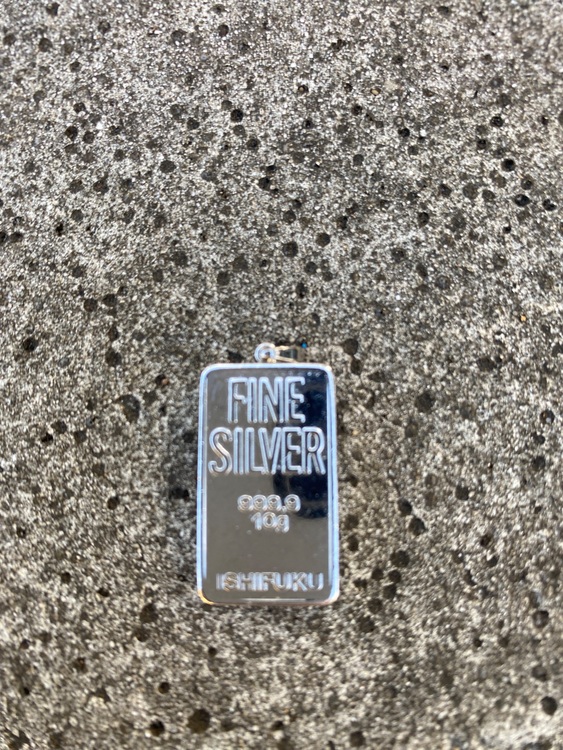 FINE
SILVER
999.9
10g
ISHIFUKU